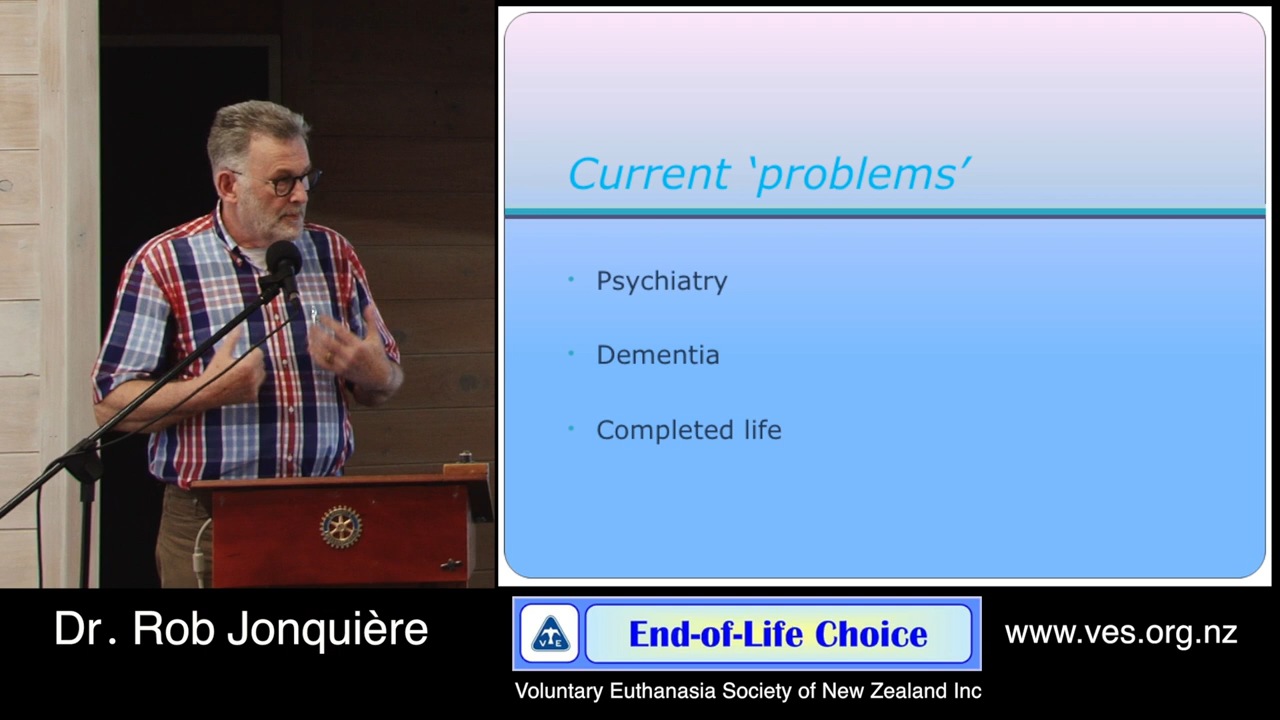 Current ‘problems’
• Psychiatry
• Dementia
• Completed life
Dr. Rob Jonquière
V E
End-of-Life Choice
www.ves.org.nz
Voluntary Euthanasia Society of New Zealand Inc